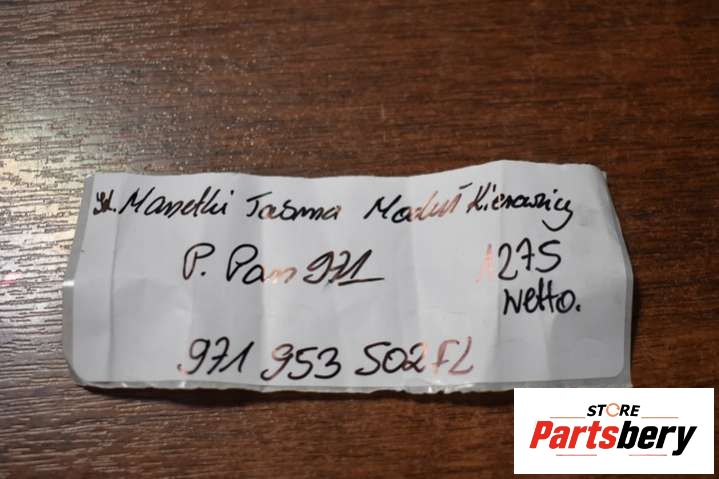 Manetki Taśma Moduł Kierownicy
P. Pan 971
1275
netto.
971 953 502 FL
STORE
Partsbery